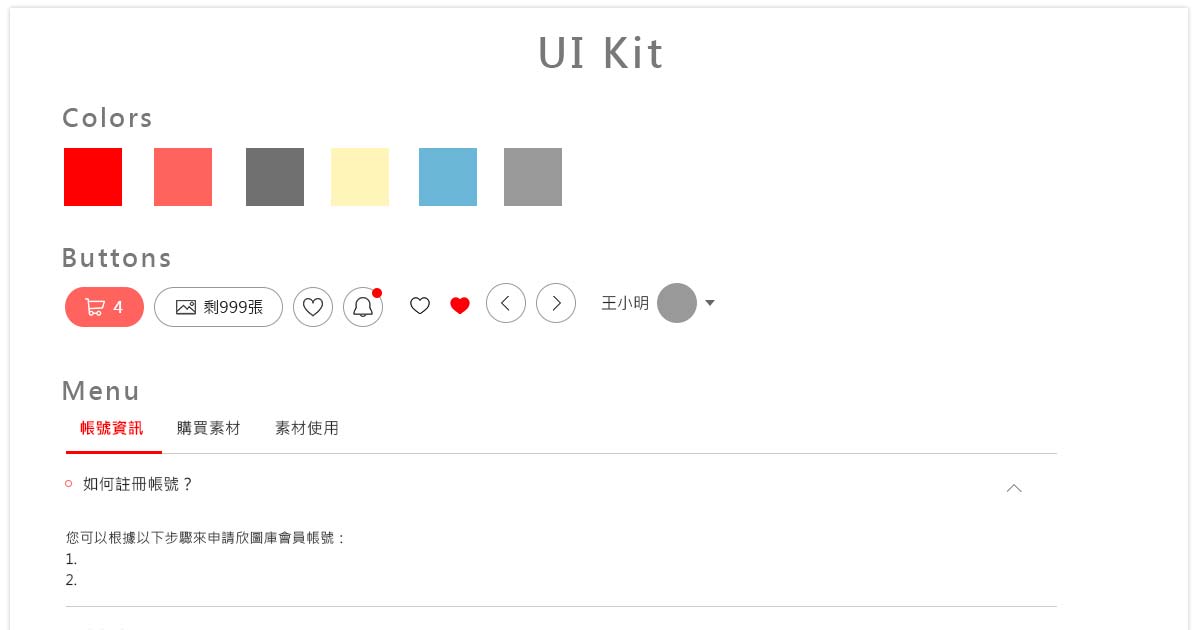 UI Kit
Colors
Buttons
4 剩999張 王小明
Menu
帳號資訊 購買素材 素材使用
如何註冊帳號？
您可以根據以下步驟來申請欣圖庫會員帳號：
1.
2.